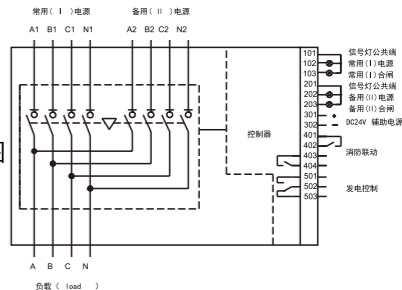 常用( I )电源
备用( II )电源
A1 B1 C1 N1
A2 B2 C2 N2
101 信号灯公共端
102 常用(I)电源
103 常用(I)合闸
201 信号灯公共端
202 备用(II)电源
203 备用(II)合闸
301 +
302 − DC24V 辅助电源
控制器
401
402
403 消防联动
404
501
502 发电控制
503
A B C N
负载( load )